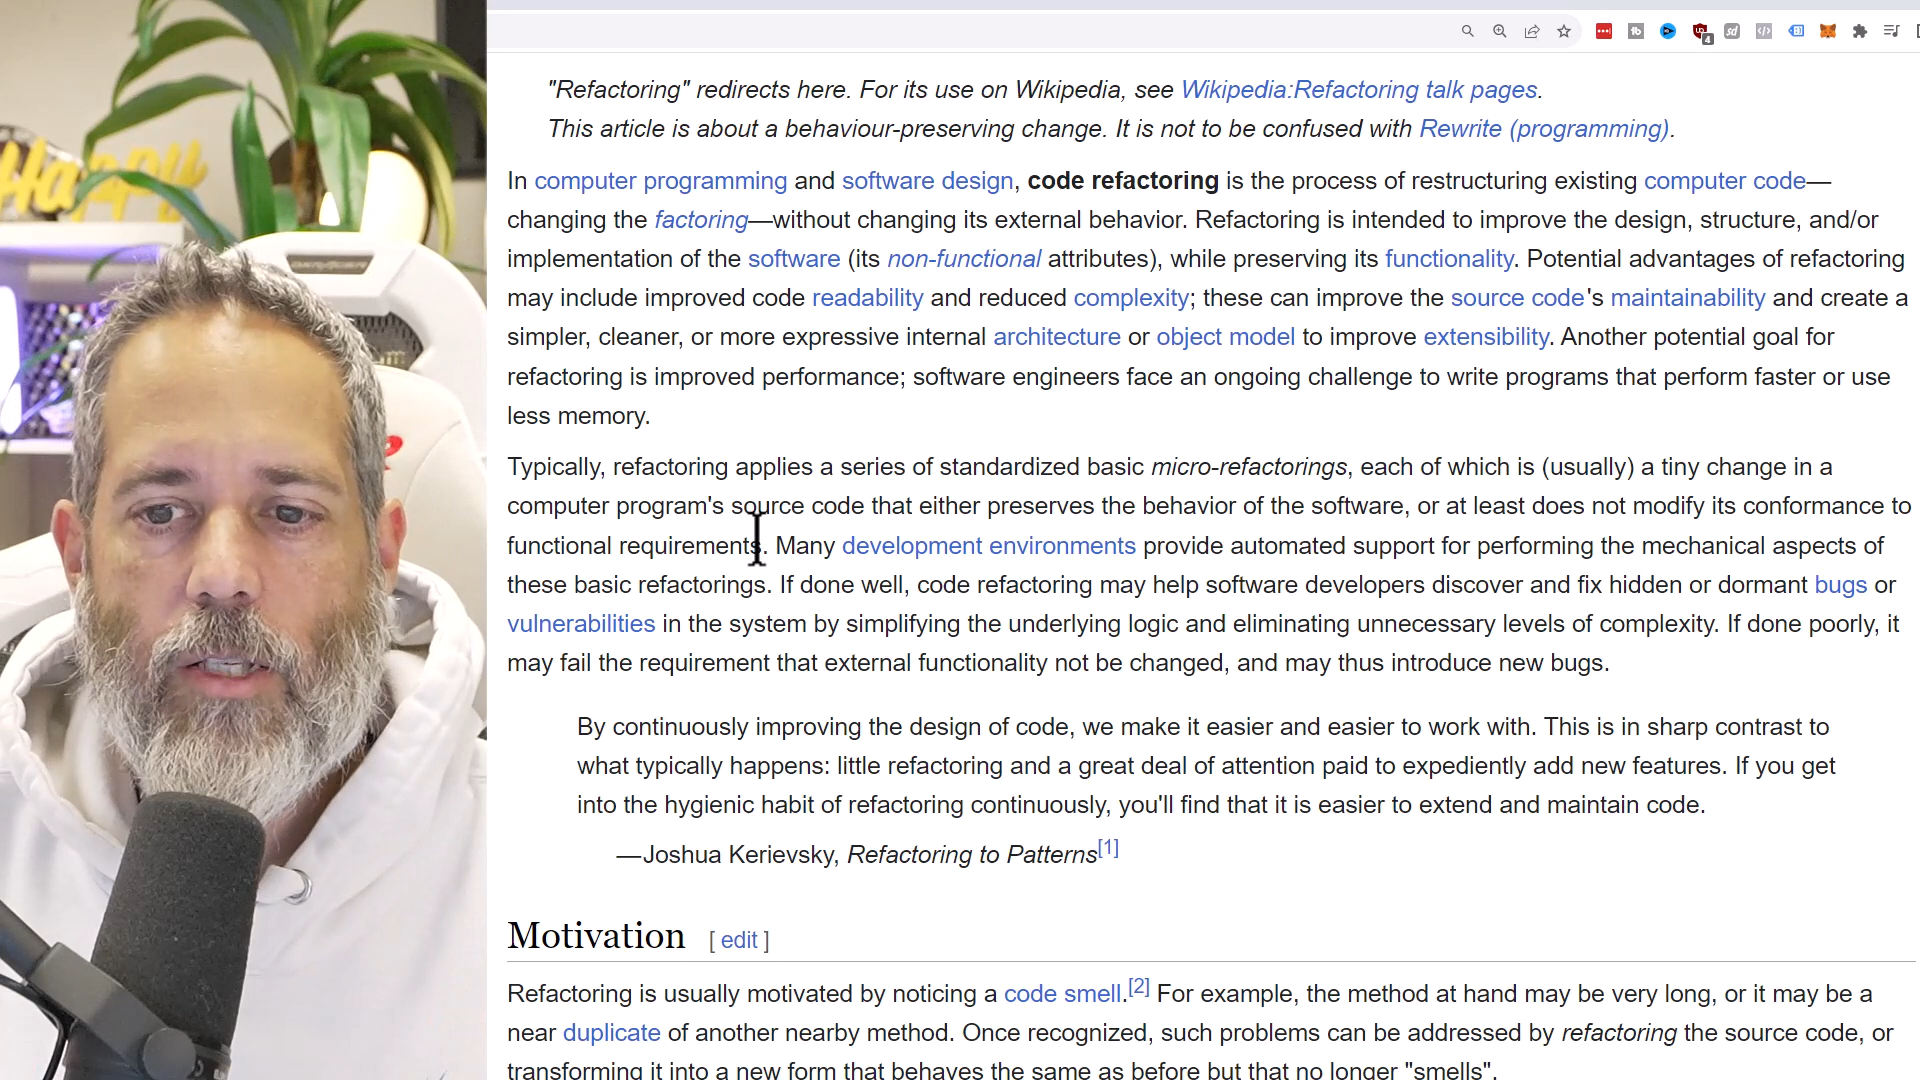 Happy
"Refactoring" redirects here. For its use on Wikipedia, see Wikipedia:Refactoring talk pages.
This article is about a behaviour-preserving change. It is not to be confused with Rewrite (programming).
In computer programming and software design, code refactoring is the process of restructuring existing computer code—
changing the factoring—without changing its external behavior. Refactoring is intended to improve the design, structure, and/or
implementation of the software (its non-functional attributes), while preserving its functionality. Potential advantages of refactoring
may include improved code readability and reduced complexity; these can improve the source code's maintainability and create a
simpler, cleaner, or more expressive internal architecture or object model to improve extensibility. Another potential goal for
refactoring is improved performance; software engineers face an ongoing challenge to write programs that perform faster or use
less memory.
Typically, refactoring applies a series of standardized basic micro-refactorings, each of which is (usually) a tiny change in a
computer program's source code that either preserves the behavior of the software, or at least does not modify its conformance to
functional requirements. Many development environments provide automated support for performing the mechanical aspects of
these basic refactorings. If done well, code refactoring may help software developers discover and fix hidden or dormant bugs or
vulnerabilities in the system by simplifying the underlying logic and eliminating unnecessary levels of complexity. If done poorly, it
may fail the requirement that external functionality not be changed, and may thus introduce new bugs.
By continuously improving the design of code, we make it easier and easier to work with. This is in sharp contrast to
what typically happens: little refactoring and a great deal of attention paid to expediently add new features. If you get
into the hygienic habit of refactoring continuously, you'll find that it is easier to extend and maintain code.
—Joshua Kerievsky, Refactoring to Patterns[1]
Motivation [ edit ]
Refactoring is usually motivated by noticing a code smell.[2] For example, the method at hand may be very long, or it may be a
near duplicate of another nearby method. Once recognized, such problems can be addressed by refactoring the source code, or
transforming it into a new form that behaves the same as before but that no longer "smells".